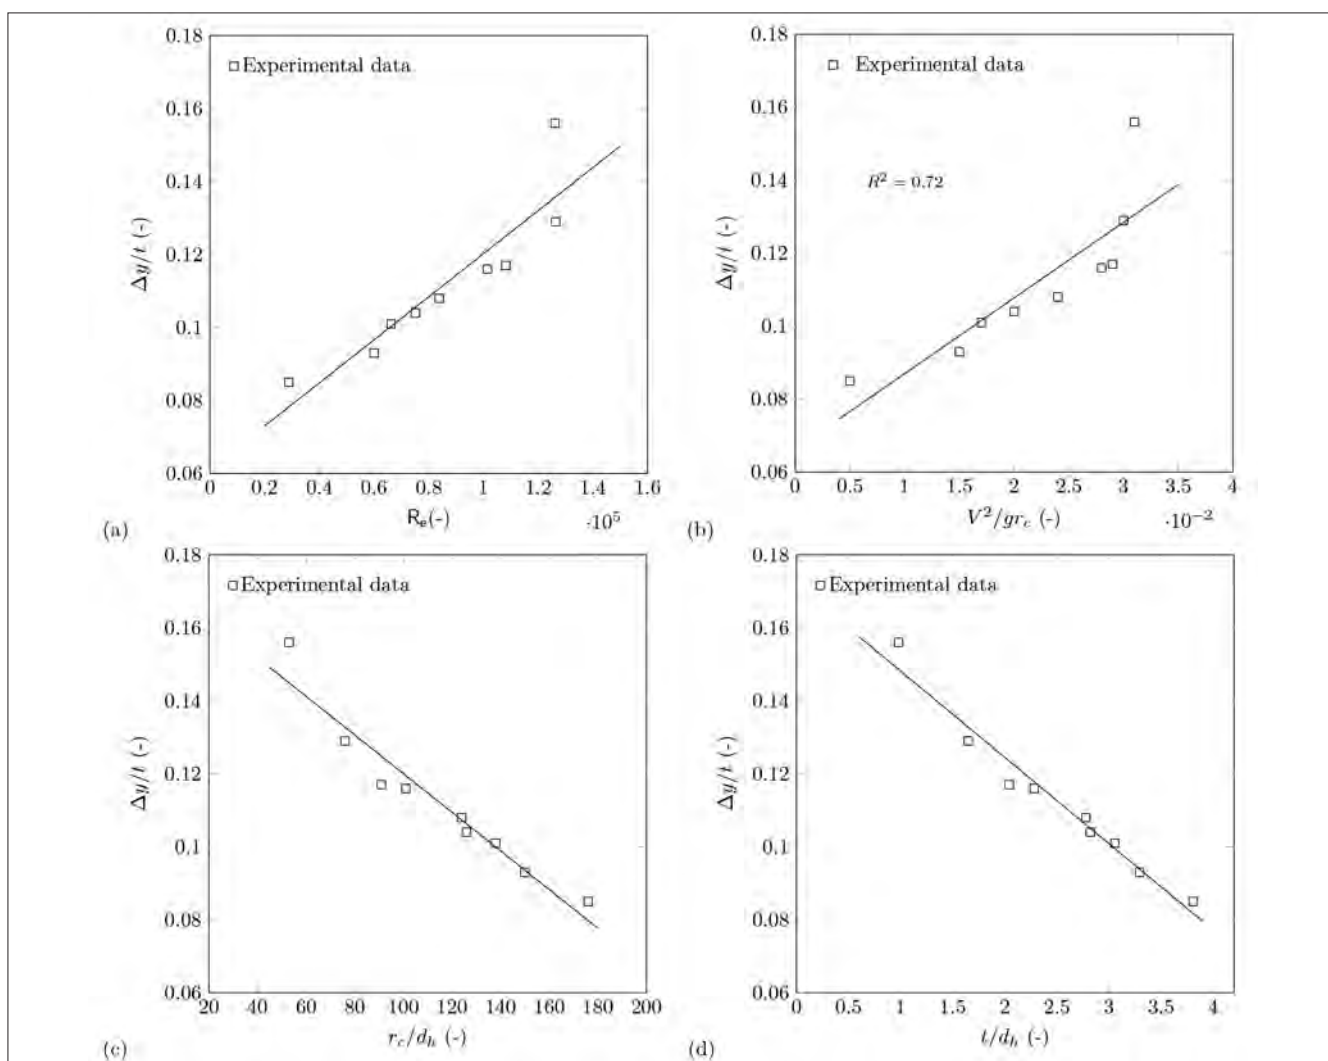 0.18
□ Experimental data
0.16
0.14
0.12
0.1
0.08
0.06
Δy/t (-)
0 0.2 0.4 0.6 0.8 1 1.2 1.4 1.6
Rₑ(-)
·10⁵
(a)
0.18
□ Experimental data
0.16
R² = 0.72
0.14
0.12
0.1
0.08
0.06
Δy/t (-)
0 0.5 1 1.5 2 2.5 3 3.5 4
V²/gr_c (-)
·10⁻²
(b)
0.18
□ Experimental data
0.16
0.14
0.12
0.1
0.08
0.06
Δy/t (-)
20 40 60 80 100 120 140 160 180 200
r_c/d_h (-)
(c)
0.18
□ Experimental data
0.16
0.14
0.12
0.1
0.08
0.06
Δy/t (-)
0 0.5 1 1.5 2 2.5 3 3.5 4
t/d_h (-)
(d)